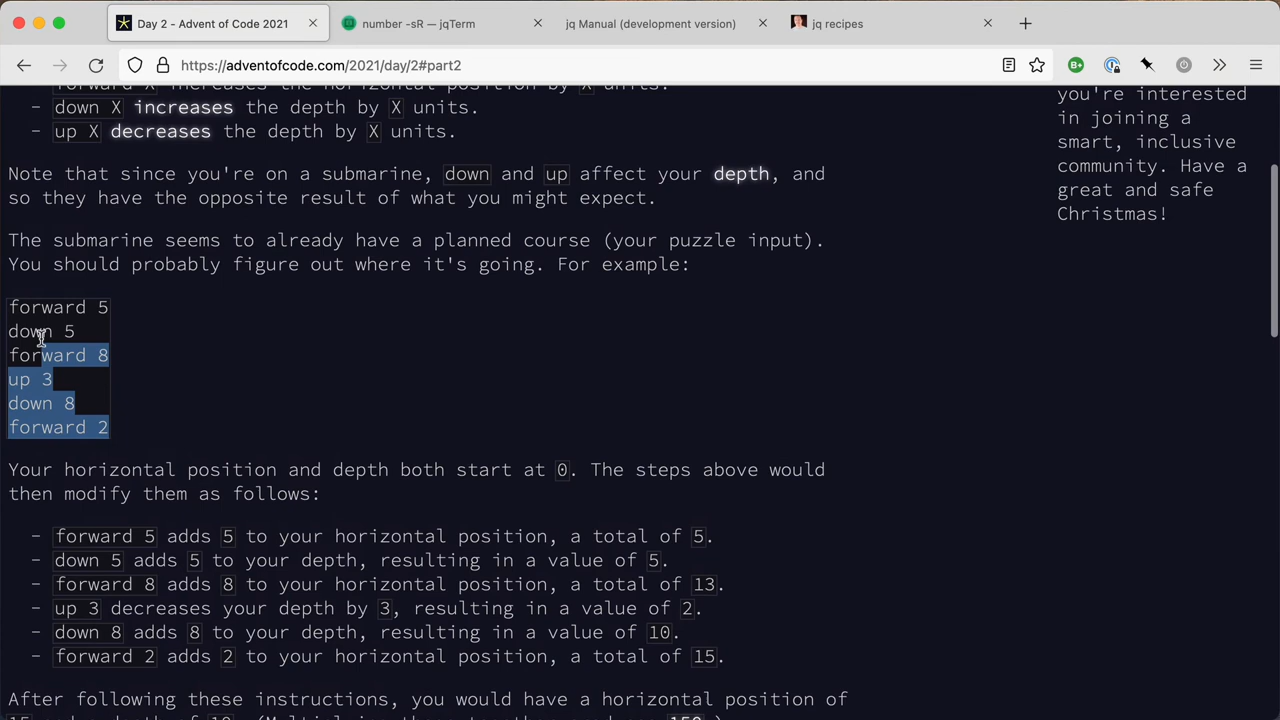 Day 2 - Advent of Code 2021
number -sR — jqTerm
jq Manual (development version)
jq recipes
https://adventofcode.com/2021/day/2#part2
forward X increases the horizontal position by X units.
- down X increases the depth by X units.
- up X decreases the depth by X units.
Note that since you're on a submarine, down and up affect your depth, and
so they have the opposite result of what you might expect.
The submarine seems to already have a planned course (your puzzle input).
You should probably figure out where it's going. For example:
forward 5
down 5
forward 8
up 3
down 8
forward 2
Your horizontal position and depth both start at 0. The steps above would
then modify them as follows:
- forward 5 adds 5 to your horizontal position, a total of 5.
- down 5 adds 5 to your depth, resulting in a value of 5.
- forward 8 adds 8 to your horizontal position, a total of 13.
- up 3 decreases your depth by 3, resulting in a value of 2.
- down 8 adds 8 to your depth, resulting in a value of 10.
- forward 2 adds 2 to your horizontal position, a total of 15.
After following these instructions, you would have a horizontal position of
you're interested
in joining a
smart, inclusive
community. Have a
great and safe
Christmas!
B+